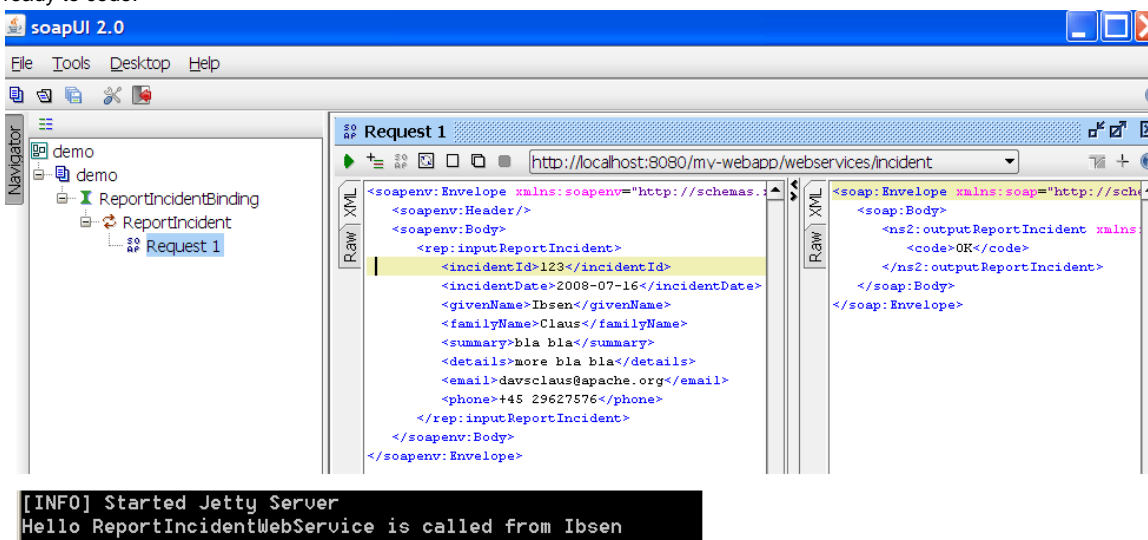 ready to code.
soapUI 2.0
File Tools Desktop Help
Navigator
demo
demo
ReportIncidentBinding
ReportIncident
Request 1
Request 1
http://localhost:8080/my-webapp/webservices/incident
XML
Raw
<soapenv:Envelope xmlns:soapenv="http://schemas.
<soapenv:Header/>
<soapenv:Body>
<rep:inputReportIncident>
<incidentId>123</incidentId>
<incidentDate>2008-07-16</incidentDate>
<givenName>Ibsen</givenName>
<familyName>Claus</familyName>
<summary>bla bla</summary>
<details>more bla bla</details>
<email>davsclaus@apache.org</email>
<phone>+45 29627576</phone>
</rep:inputReportIncident>
</soapenv:Body>
</soapenv:Envelope>
XML
Raw
<soap:Envelope xmlns:soap="http://sche
<soap:Body>
<ns2:outputReportIncident xmlns:
<code>OK</code>
</ns2:outputReportIncident>
</soap:Body>
</soap:Envelope>
[INFO] Started Jetty Server
Hello ReportIncidentWebService is called from Ibsen